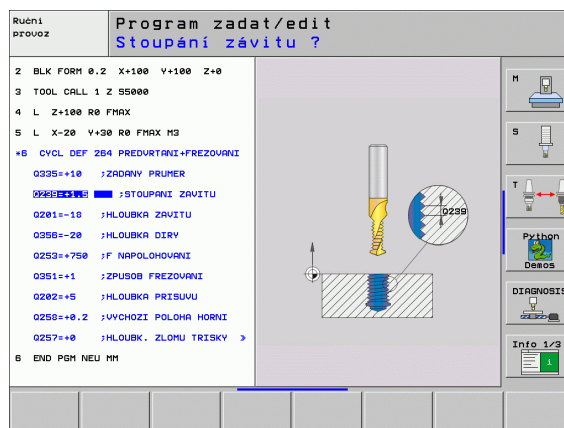 Ruční
provoz
Program zadat/edit
Stoupání závitu ?
2 BLK FORM 0.2 X+100 Y+100 Z+0
3 TOOL CALL 1 Z S5000
4 L Z+100 R0 FMAX
5 L X-20 Y+30 R0 FMAX M3
*6 CYCL DEF 264 PREDVRTANI+FREZOVANI
Q335=+10 ;ZADANY PRUMER
Q239=+1.5 ;STOUPANI ZAVITU
Q201=-18 ;HLOUBKA ZAVITU
Q356=-20 ;HLOUBKA DIRY
Q253=+750 ;F NAPOLOHOVANI
Q351=+1 ;ZPUSOB FREZOVANI
Q202=+5 ;HLOUBKA PRISUVU
Q258=+0.2 ;VYCHOZI POLOHA HORNI
Q257=+0 ;HLOUBK. ZLOMU TRISKY »
6 END PGM NEU MM
Q239
M
S
T
Python
Demos
DIAGNOSIS
Info 1/3
i